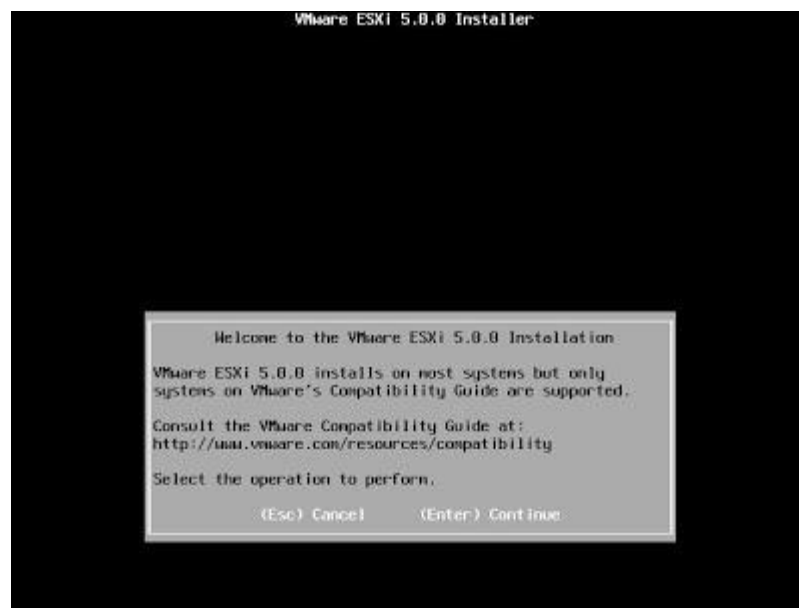 VMware ESXi 5.0.0 Installer
Welcome to the VMware ESXi 5.0.0 Installation
VMware ESXi 5.0.0 installs on most systems but only
systems on VMware's Compatibility Guide are supported.
Consult the VMware Compatibility Guide at:
http://www.vmware.com/resources/compatibility
Select the operation to perform.
(Esc) Cancel (Enter) Continue